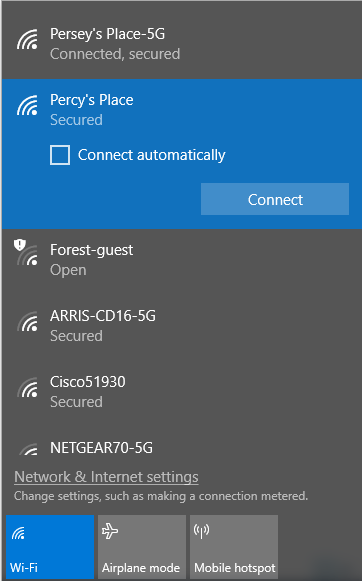 Persey's Place-5G
Connected, secured
Percy's Place
Secured
Connect automatically
Connect
Forest-guest
Open
ARRIS-CD16-5G
Secured
Cisco51930
Secured
NETGEAR70-5G
Network & Internet settings
Change settings, such as making a connection metered.
Wi-Fi
Airplane mode
Mobile hotspot